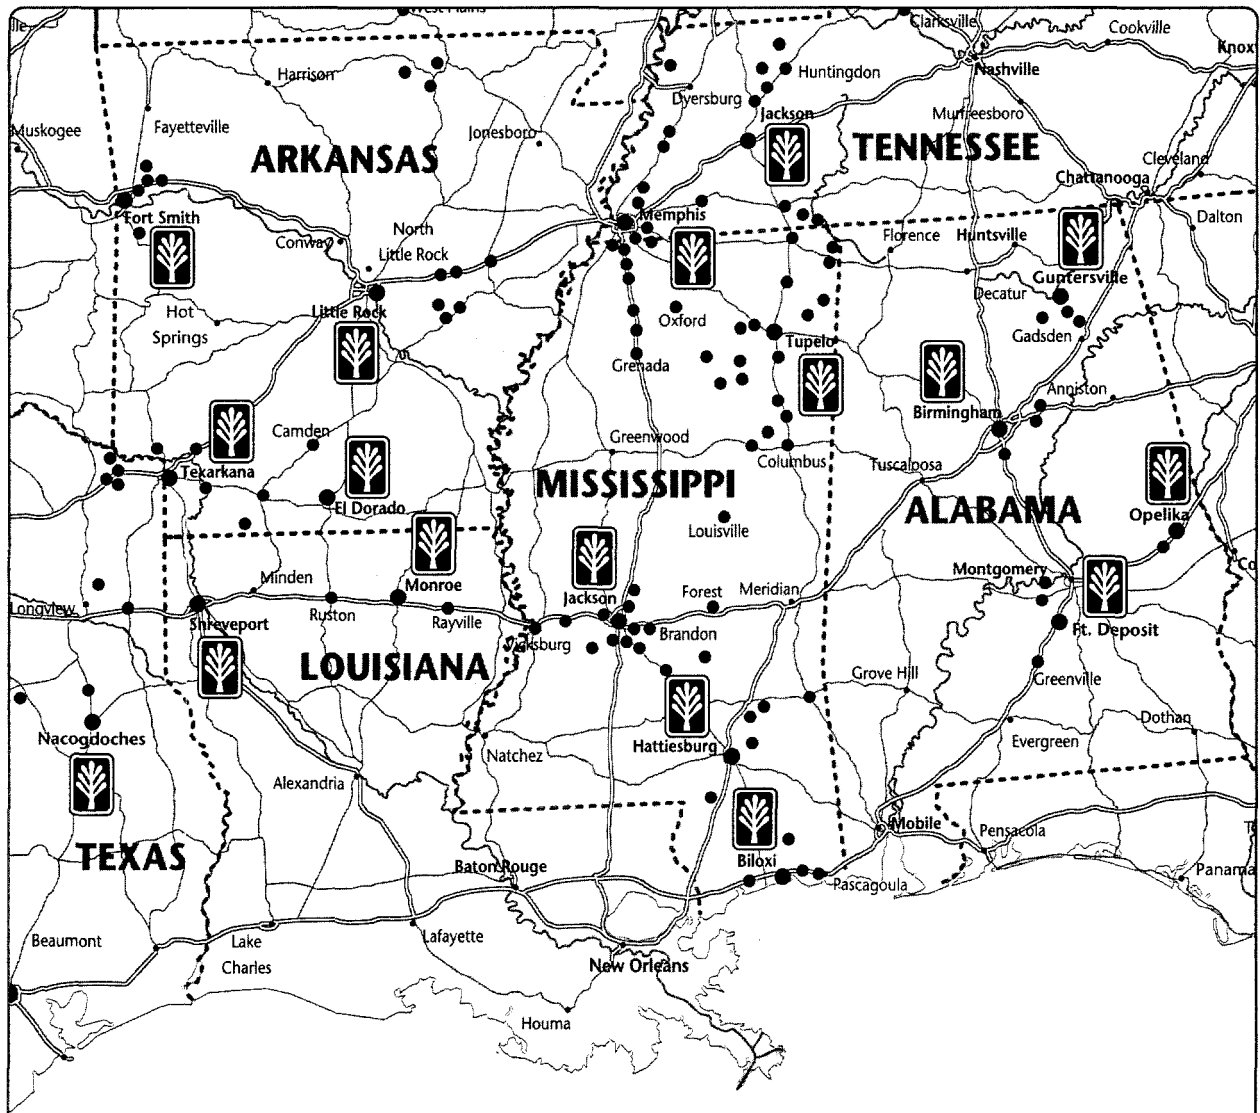 Clarksville
Cookville
Nashville
Harrison
Huntingdon
Dyersburg
Murfreesboro
Muskogee
Fayetteville
Jonesboro
Jackson
ARKANSAS
TENNESSEE
Cleveland
Chattanooga
Fort Smith
Memphis
Dalton
Conway
North
Little Rock
Florence
Huntsville
Guntersville
Decatur
Little Rock
Hot
Springs
Oxford
Tupelo
Gadsden
Grenada
Anniston
Birmingham
Camden
Greenwood
Columbus
Tuscaloosa
Texarkana
MISSISSIPPI
El Dorado
ALABAMA
Opelika
Louisville
Montgomery
Minden
Monroe
Jackson
Forest
Meridian
Longview
Shreveport
Ruston
Rayville
Vicksburg
Brandon
Ft. Deposit
LOUISIANA
Grove Hill
Greenville
Nacogdoches
Hattiesburg
Natchez
Dothan
Evergreen
Alexandria
Mobile
Pensacola
TEXAS
Biloxi
Baton Rouge
Pascagoula
Panama
Beaumont
Lake
Charles
Lafayette
New Orleans
Houma